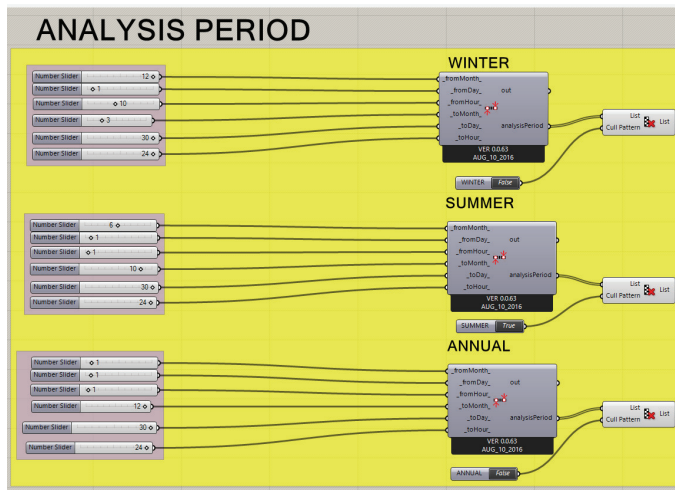 ANALYSIS PERIOD
WINTER
Number Slider 12
Number Slider 1
Number Slider 10
Number Slider 3
Number Slider 30
Number Slider 24
_fromMonth_
_fromDay_ out
_fromHour_
_toMonth_
_toDay_ analysisPeriod
_toHour_
VER 0.0.63
AUG_10_2016
List
Cull Pattern List
WINTER False
SUMMER
Number Slider 6
Number Slider 1
Number Slider 1
Number Slider 10
Number Slider 30
Number Slider 24
_fromMonth_
_fromDay_ out
_fromHour_
_toMonth_
_toDay_ analysisPeriod
_toHour_
VER 0.0.63
AUG_10_2016
List
Cull Pattern List
SUMMER True
ANNUAL
Number Slider 1
Number Slider 1
Number Slider 1
Number Slider 12
Number Slider 30
Number Slider 24
_fromMonth_
_fromDay_ out
_fromHour_
_toMonth_
_toDay_ analysisPeriod
_toHour_
VER 0.0.63
AUG_10_2016
List
Cull Pattern List
ANNUAL False